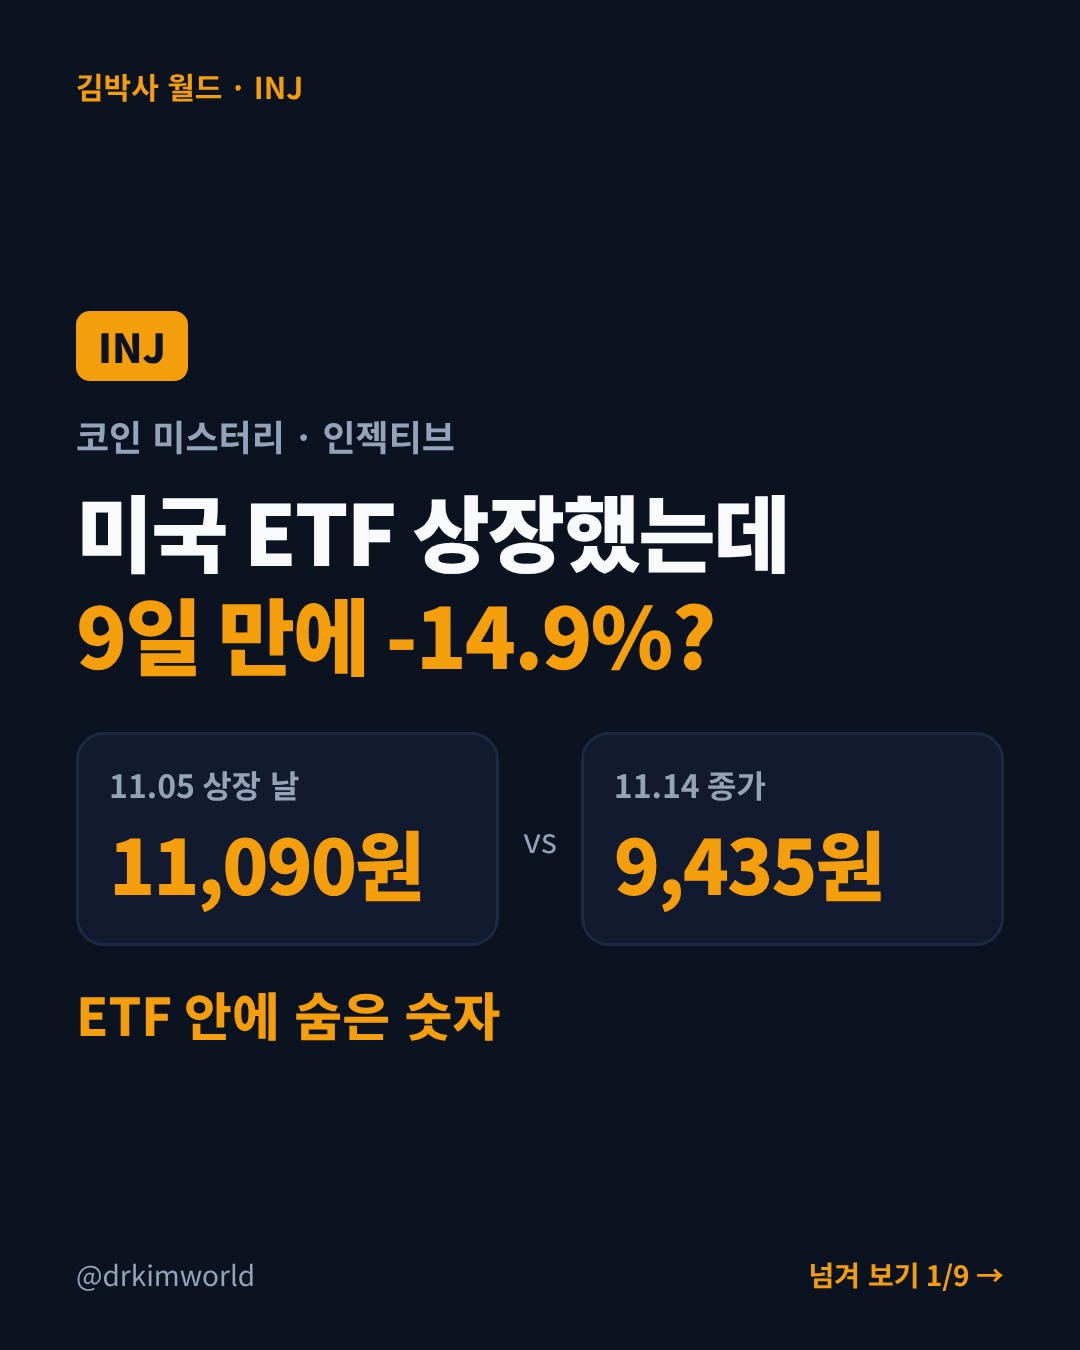 김박사 월드 · INJ
INJ
코인 미스터리 · 인젝티브
미국 ETF 상장했는데
9일 만에 -14.9%?
11.05 상장 날
11,090원
vs
11.14 종가
9,435원
ETF 안에 숨은 숫자
@drkimworld
넘겨 보기 1/9 →